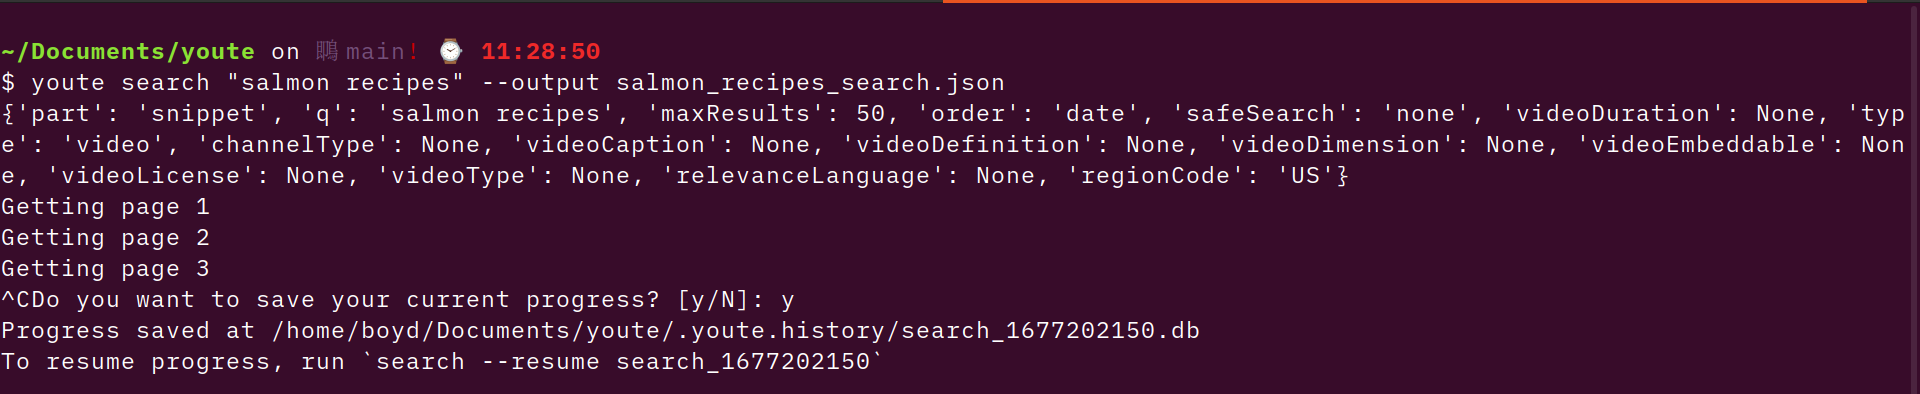 ~/Documents/youte on 鵰 main! ⌚ 11:28:50
$ youte search "salmon recipes" --output salmon_recipes_search.json
{'part': 'snippet', 'q': 'salmon recipes', 'maxResults': 50, 'order': 'date', 'safeSearch': 'none', 'videoDuration': None, 'typ
e': 'video', 'channelType': None, 'videoCaption': None, 'videoDefinition': None, 'videoDimension': None, 'videoEmbeddable': Non
e, 'videoLicense': None, 'videoType': None, 'relevanceLanguage': None, 'regionCode': 'US'}
Getting page 1
Getting page 2
Getting page 3
^CDo you want to save your current progress? [y/N]: y
Progress saved at /home/boyd/Documents/youte/.youte.history/search_1677202150.db
To resume progress, run `search --resume search_1677202150`